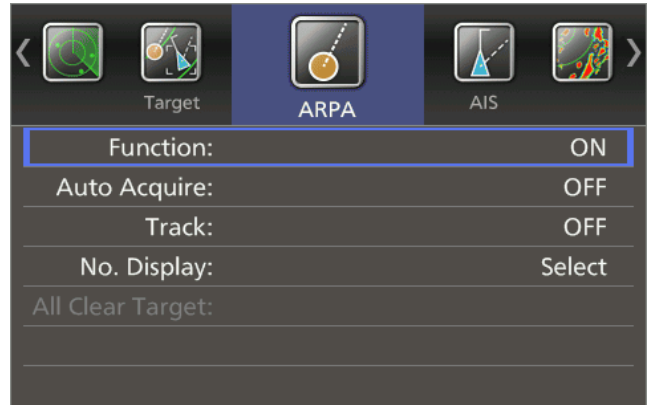 Target
ARPA
AIS
Function: ON
Auto Acquire: OFF
Track: OFF
No. Display: Select
All Clear Target: